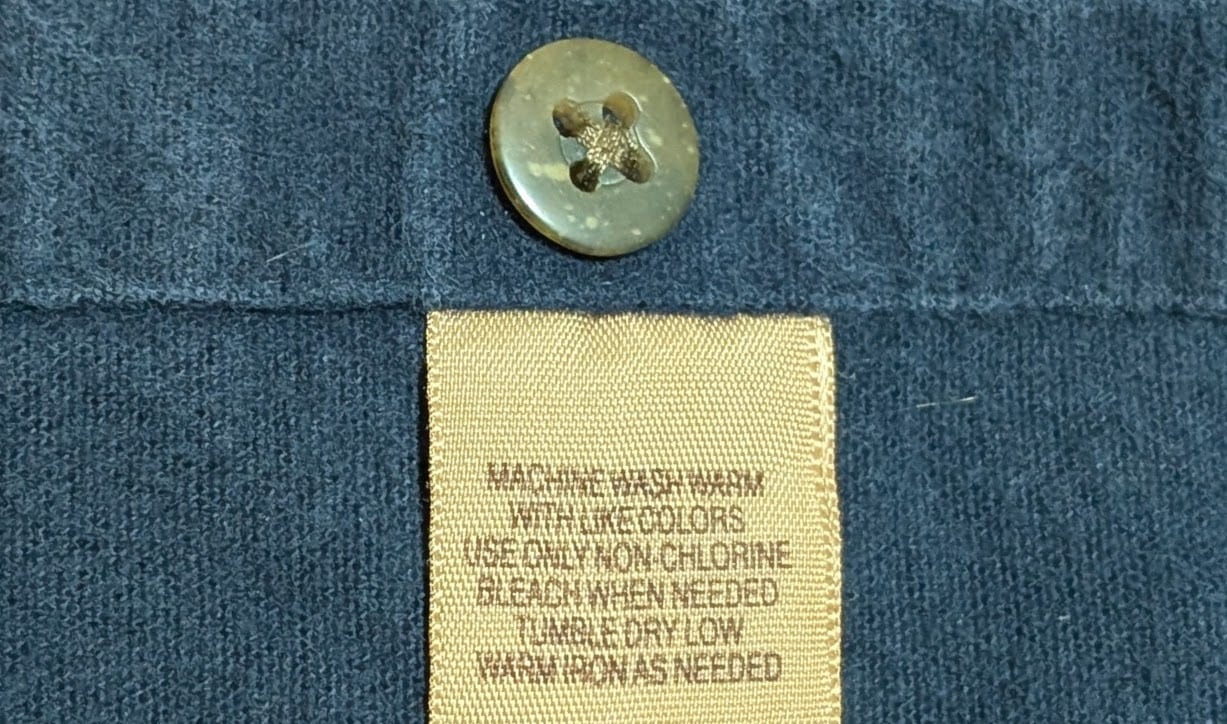 MACHINE WASH WARM
WITH LIKE COLORS
USE ONLY NON-CHLORINE
BLEACH WHEN NEEDED
TUMBLE DRY LOW
WARM IRON AS NEEDED